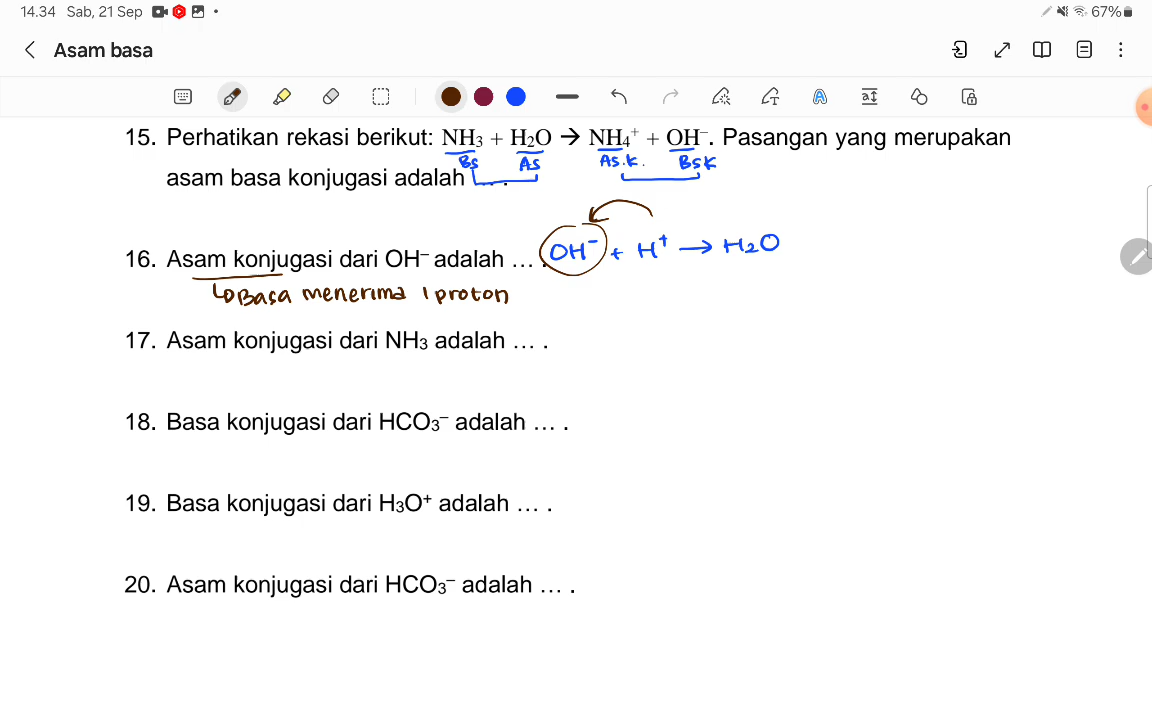 14.34 Sab, 21 Sep
67%
Asam basa
15. Perhatikan rekasi berikut: NH₃ + H₂O → NH₄⁺ + OH⁻. Pasangan yang merupakan
Bs As As.k. Bsk
asam basa konjugasi adalah ... .
OH⁻ + H⁺ → H₂O
16. Asam konjugasi dari OH⁻ adalah … .
↳Basa menerima 1 proton
17. Asam konjugasi dari NH₃ adalah … .
18. Basa konjugasi dari HCO₃⁻ adalah … .
19. Basa konjugasi dari H₃O⁺ adalah … .
20. Asam konjugasi dari HCO₃⁻ adalah … .